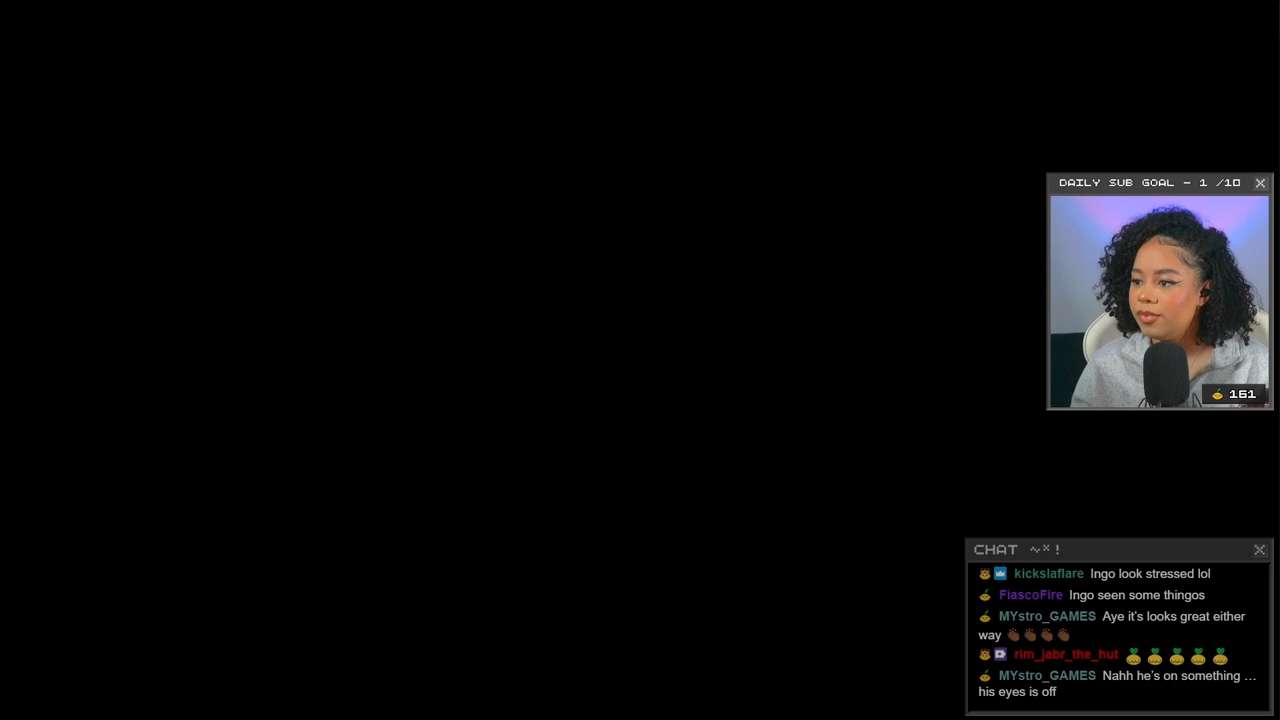 DAILY SUB GOAL - 1 /10
161
CHAT ~*!
kickslaflare Ingo look stressed lol
FiascoFire Ingo seen some thingos
MYstro_GAMES Aye it's looks great either
way
rim_jabr_the_hut
MYstro_GAMES Nahh he's on something …
his eyes is off